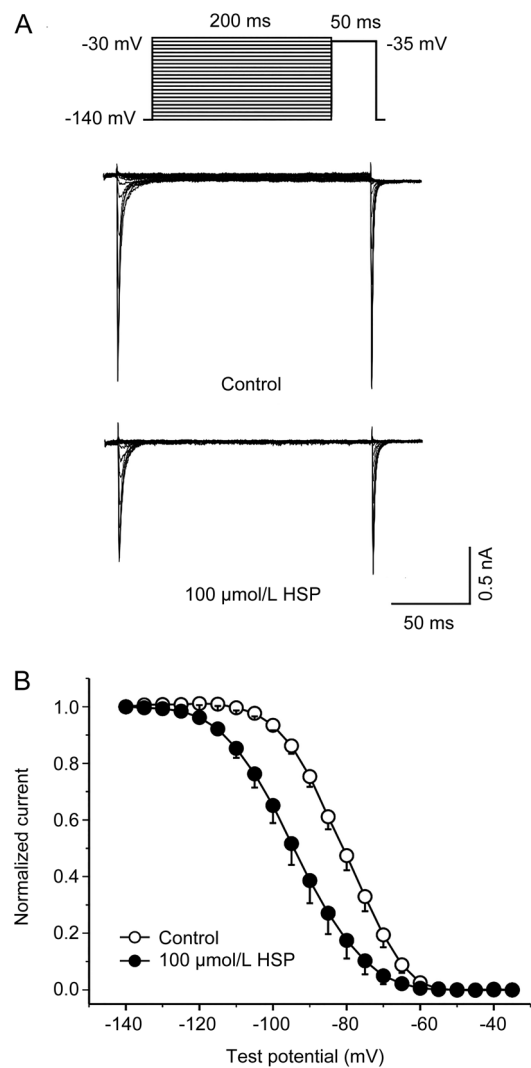 A
200 ms
50 ms
-30 mV
-35 mV
-140 mV
Control
100 µmol/L HSP
0.5 nA
50 ms
B
1.0
0.8
0.6
0.4
0.2
0.0
Normalized current
Control
100 µmol/L HSP
-140
-120
-100
-80
-60
-40
Test potential (mV)